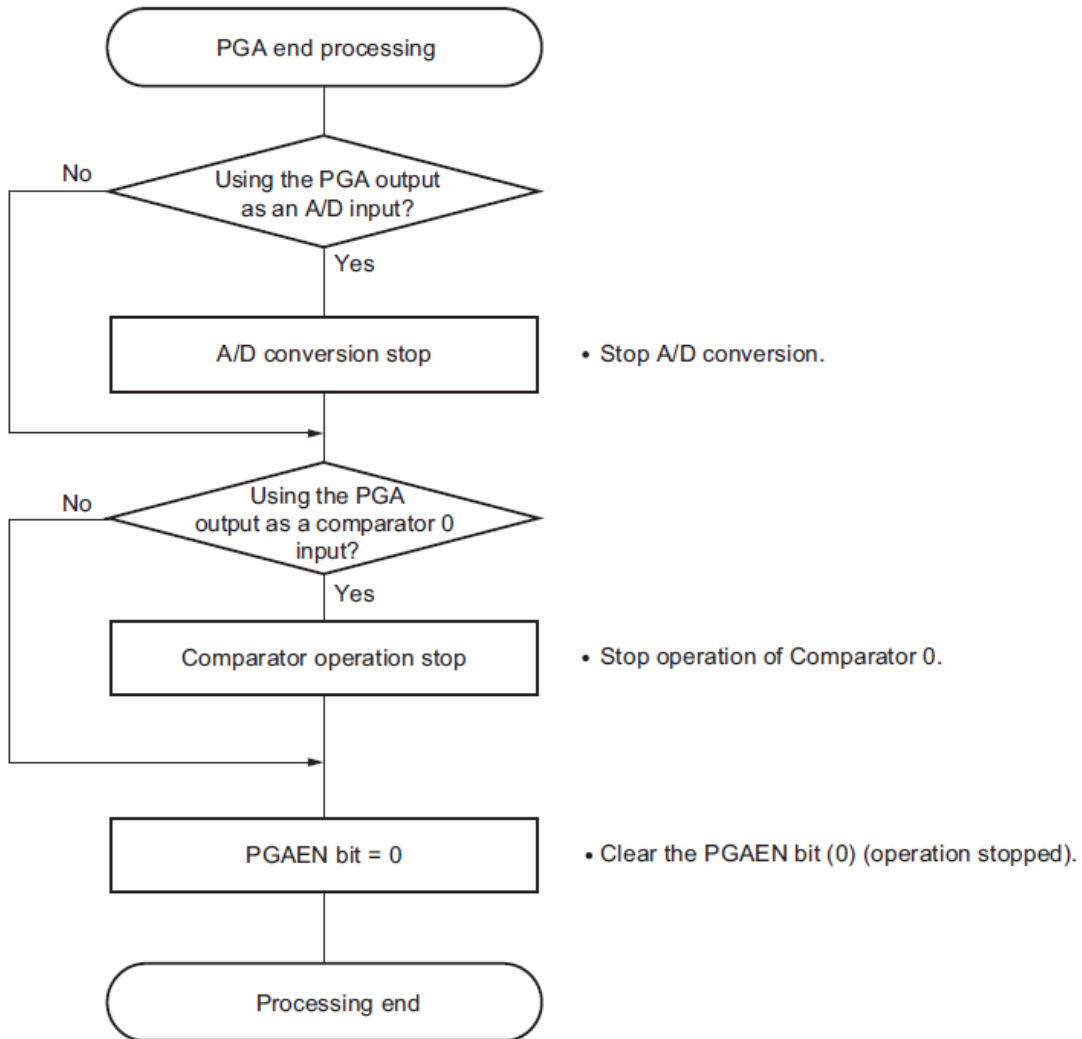 PGA end processing
No
Using the PGA output
as an A/D input?
Yes
A/D conversion stop
• Stop A/D conversion.
No
Using the PGA
output as a comparator 0
input?
Yes
Comparator operation stop
• Stop operation of Comparator 0.
PGAEN bit = 0
• Clear the PGAEN bit (0) (operation stopped).
Processing end